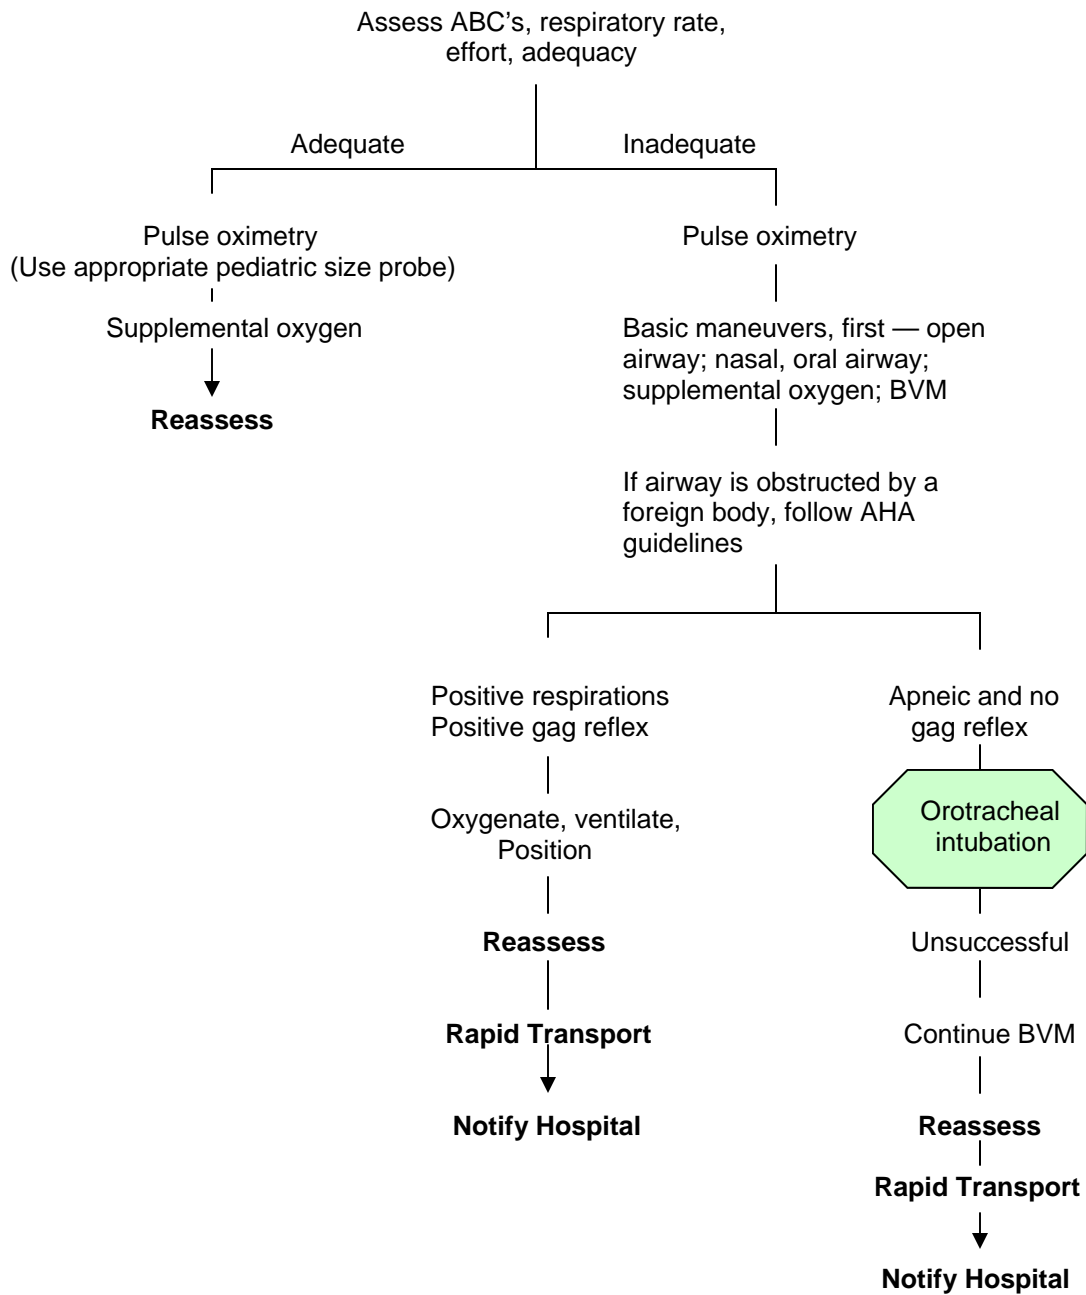 Assess ABC’s, respiratory rate,
effort, adequacy
Adequate
Inadequate
Pulse oximetry
(Use appropriate pediatric size probe)
Supplemental oxygen
Reassess
Pulse oximetry
Basic maneuvers, first — open
airway; nasal, oral airway;
supplemental oxygen; BVM
If airway is obstructed by a
foreign body, follow AHA
guidelines
Positive respirations
Positive gag reflex
Oxygenate, ventilate,
Position
Reassess
Rapid Transport
Notify Hospital
Apneic and no
gag reflex
Orotracheal
intubation
Unsuccessful
Continue BVM
Reassess
Rapid Transport
Notify Hospital